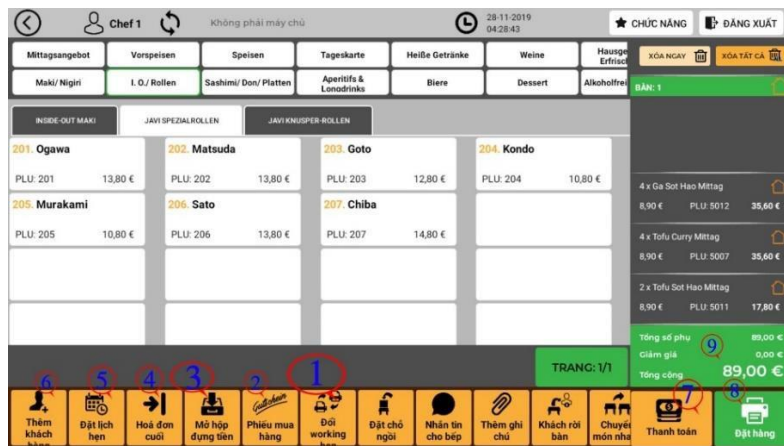 Chef 1
Không phải máy chủ
28-11-2019
04:28:43
CHỨC NĂNG
ĐĂNG XUẤT
Mittagsangebot
Vorspeisen
Speisen
Tageskarte
Heiße Getränke
Weine
Hausge
Erfrisch
XÓA NGAY
XÓA TẤT CẢ
Maki/ Nigiri
I. O./ Rollen
Sashimi/ Don/ Platten
Aperitifs &
Longdrinks
Biere
Dessert
Alkoholfrei
BÀN: 1
INSIDE-OUT MAKI
JAVI SPEZIALROLLEN
JAVI KNUSPER-ROLLEN
201. Ogawa
PLU: 201 13,80 €
202. Matsuda
PLU: 202 13,80 €
203. Goto
PLU: 203 12,80 €
204. Kondo
PLU: 204 10,80 €
205. Murakami
PLU: 205 10,80 €
206. Sato
PLU: 206 13,80 €
207. Chiba
PLU: 207 14,80 €
4 x Ga Sot Hao Mittag
8,90 € PLU: 5012 35,60 €
4 x Tofu Curry Mittag
8,90 € PLU: 5007 35,60 €
2 x Tofu Sot Hao Mittag
8,90 € PLU: 5011 17,80 €
Tổng số phụ 89,00 €
Giảm giá 0,00 €
Tổng cộng 89,00 €
9
TRANG: 1/1
6
Thêm
khách
hàng
5
Đặt lịch
hẹn
4
Hoá đơn
cuối
3
Mở hộp
đựng tiền
2
Gutschein
Phiếu mua
hàng
1
Đổi
working
Đặt chỗ
ngồi
Nhắn tin
cho bếp
Thêm ghi
chú
Khách rời
bàn
Chuyể
món nha
7
Thanh toán
8
Đặt hàng